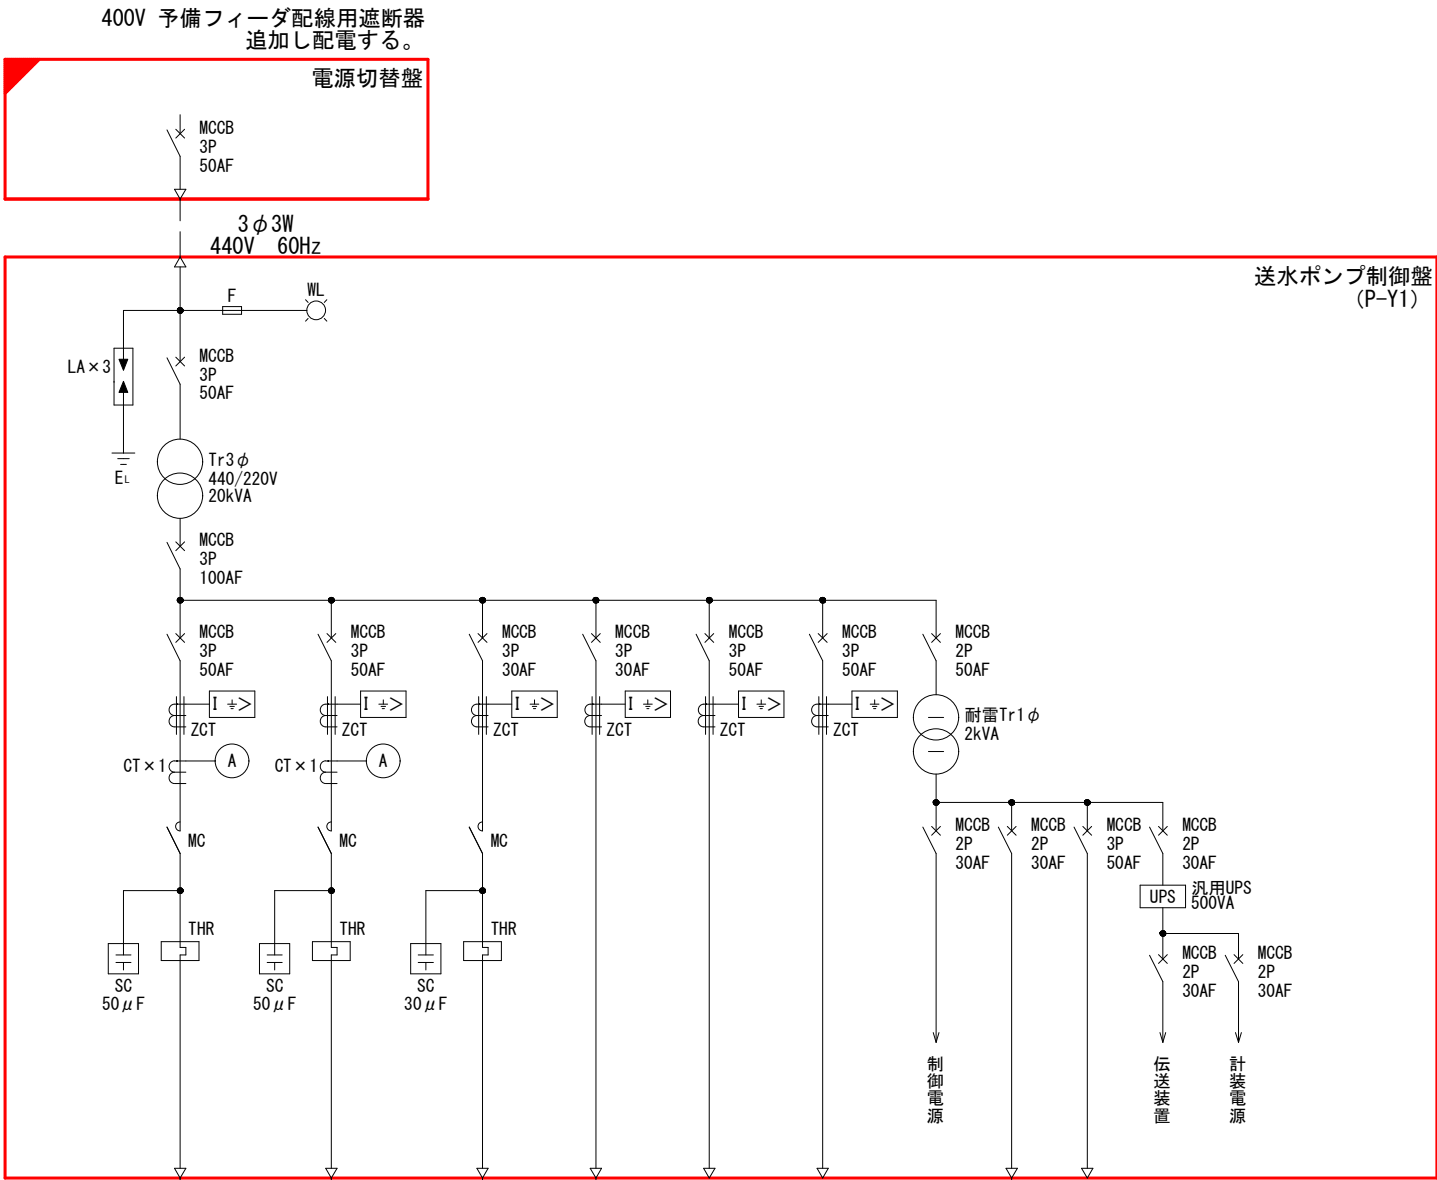 400V 予備フィーダ配線用遮断器
追加し配電する。
電源切替盤
MCCB
3P
50AF
3φ3W
440V 60Hz
送水ポンプ制御盤
(P-Y1)
F
WL
LA×3
EL
MCCB
3P
50AF
Tr3φ
440/220V
20kVA
MCCB
3P
100AF
MCCB
3P
50AF
MCCB
3P
50AF
MCCB
3P
30AF
MCCB
3P
30AF
MCCB
3P
50AF
MCCB
3P
50AF
MCCB
2P
50AF
I ⏚>
I ⏚>
I ⏚>
I ⏚>
I ⏚>
I ⏚>
ZCT
ZCT
ZCT
ZCT
ZCT
ZCT
耐雷Tr1φ
2kVA
CT×1
A
CT×1
A
MC
MC
MC
MCCB
2P
30AF
MCCB
2P
30AF
MCCB
3P
50AF
MCCB
2P
30AF
UPS
汎用UPS
500VA
THR
THR
THR
SC
50μF
SC
50μF
SC
30μF
MCCB
2P
30AF
MCCB
2P
30AF
制御電源
伝送装置
計装電源